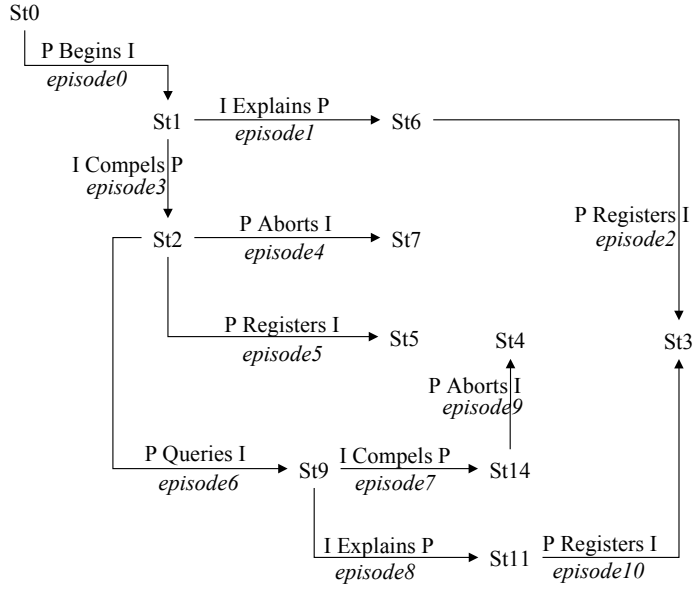 St0
P Begins I
episode0
St1
I Explains P
episode1
St6
I Compels P
episode3
St2
P Aborts I
episode4
St7
P Registers I
episode2
P Registers I
episode5
St5
St4
St3
P Aborts I
episode9
P Queries I
episode6
St9
I Compels P
episode7
St14
I Explains P
episode8
St11
P Registers I
episode10